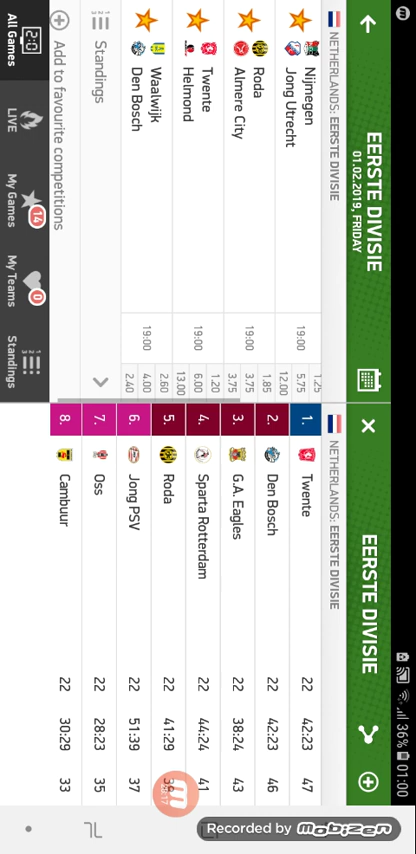 36% 01:00
EERSTE DIVISIE
01.02.2019, FRIDAY
NETHERLANDS: EERSTE DIVISIE
Nijmegen
Jong Utrecht
19:00
1.25
5.75
12.00
Roda
Almere City
19:00
1.85
3.75
3.75
Twente
Helmond
19:00
1.20
6.00
13.00
Waalwijk
Den Bosch
19:00
2.60
4.00
2.40
Standings
Add to favourite competitions
2:0
All Games
LIVE
14
My Games
0
My Teams
Standings
EERSTE DIVISIE
NETHERLANDS: EERSTE DIVISIE
1. Twente 22 42:23 47
2. Den Bosch 22 42:23 46
3. G.A. Eagles 22 38:24 43
4. Sparta Rotterdam 22 44:24 41
5. Roda 22 41:29
6. Jong PSV 22 51:39 37
7. Oss 22 28:23 35
8. Cambuur 22 30:29 33
Recorded by mobizen